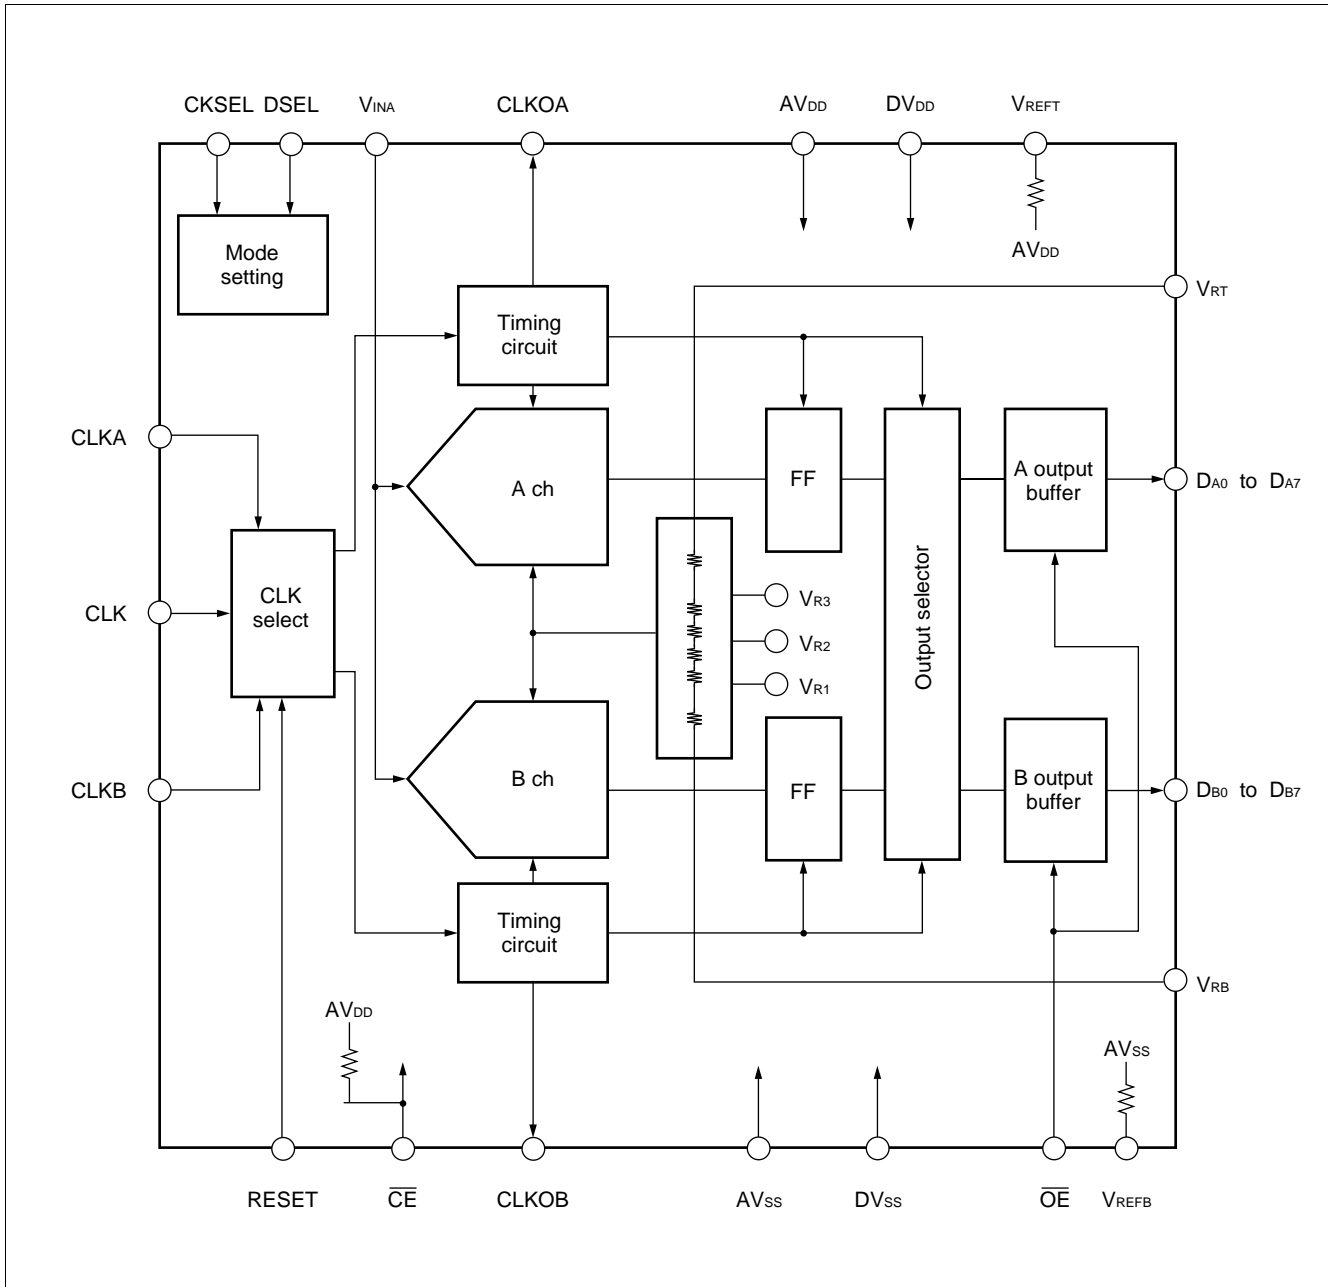 CKSEL DSEL VINA CLKOA AVDD DVDD VREFT
Mode
setting
AVDD
VRT
Timing
circuit
CLKA
A ch
FF
A output
buffer
DA0 to DA7
CLK
CLK
select
VR3
VR2
VR1
Output selector
CLKB
B ch
FF
B output
buffer
DB0 to DB7
Timing
circuit
VRB
AVDD
AVSS
RESET C̅E̅ CLKOB AVSS DVSS O̅E̅ VREFB